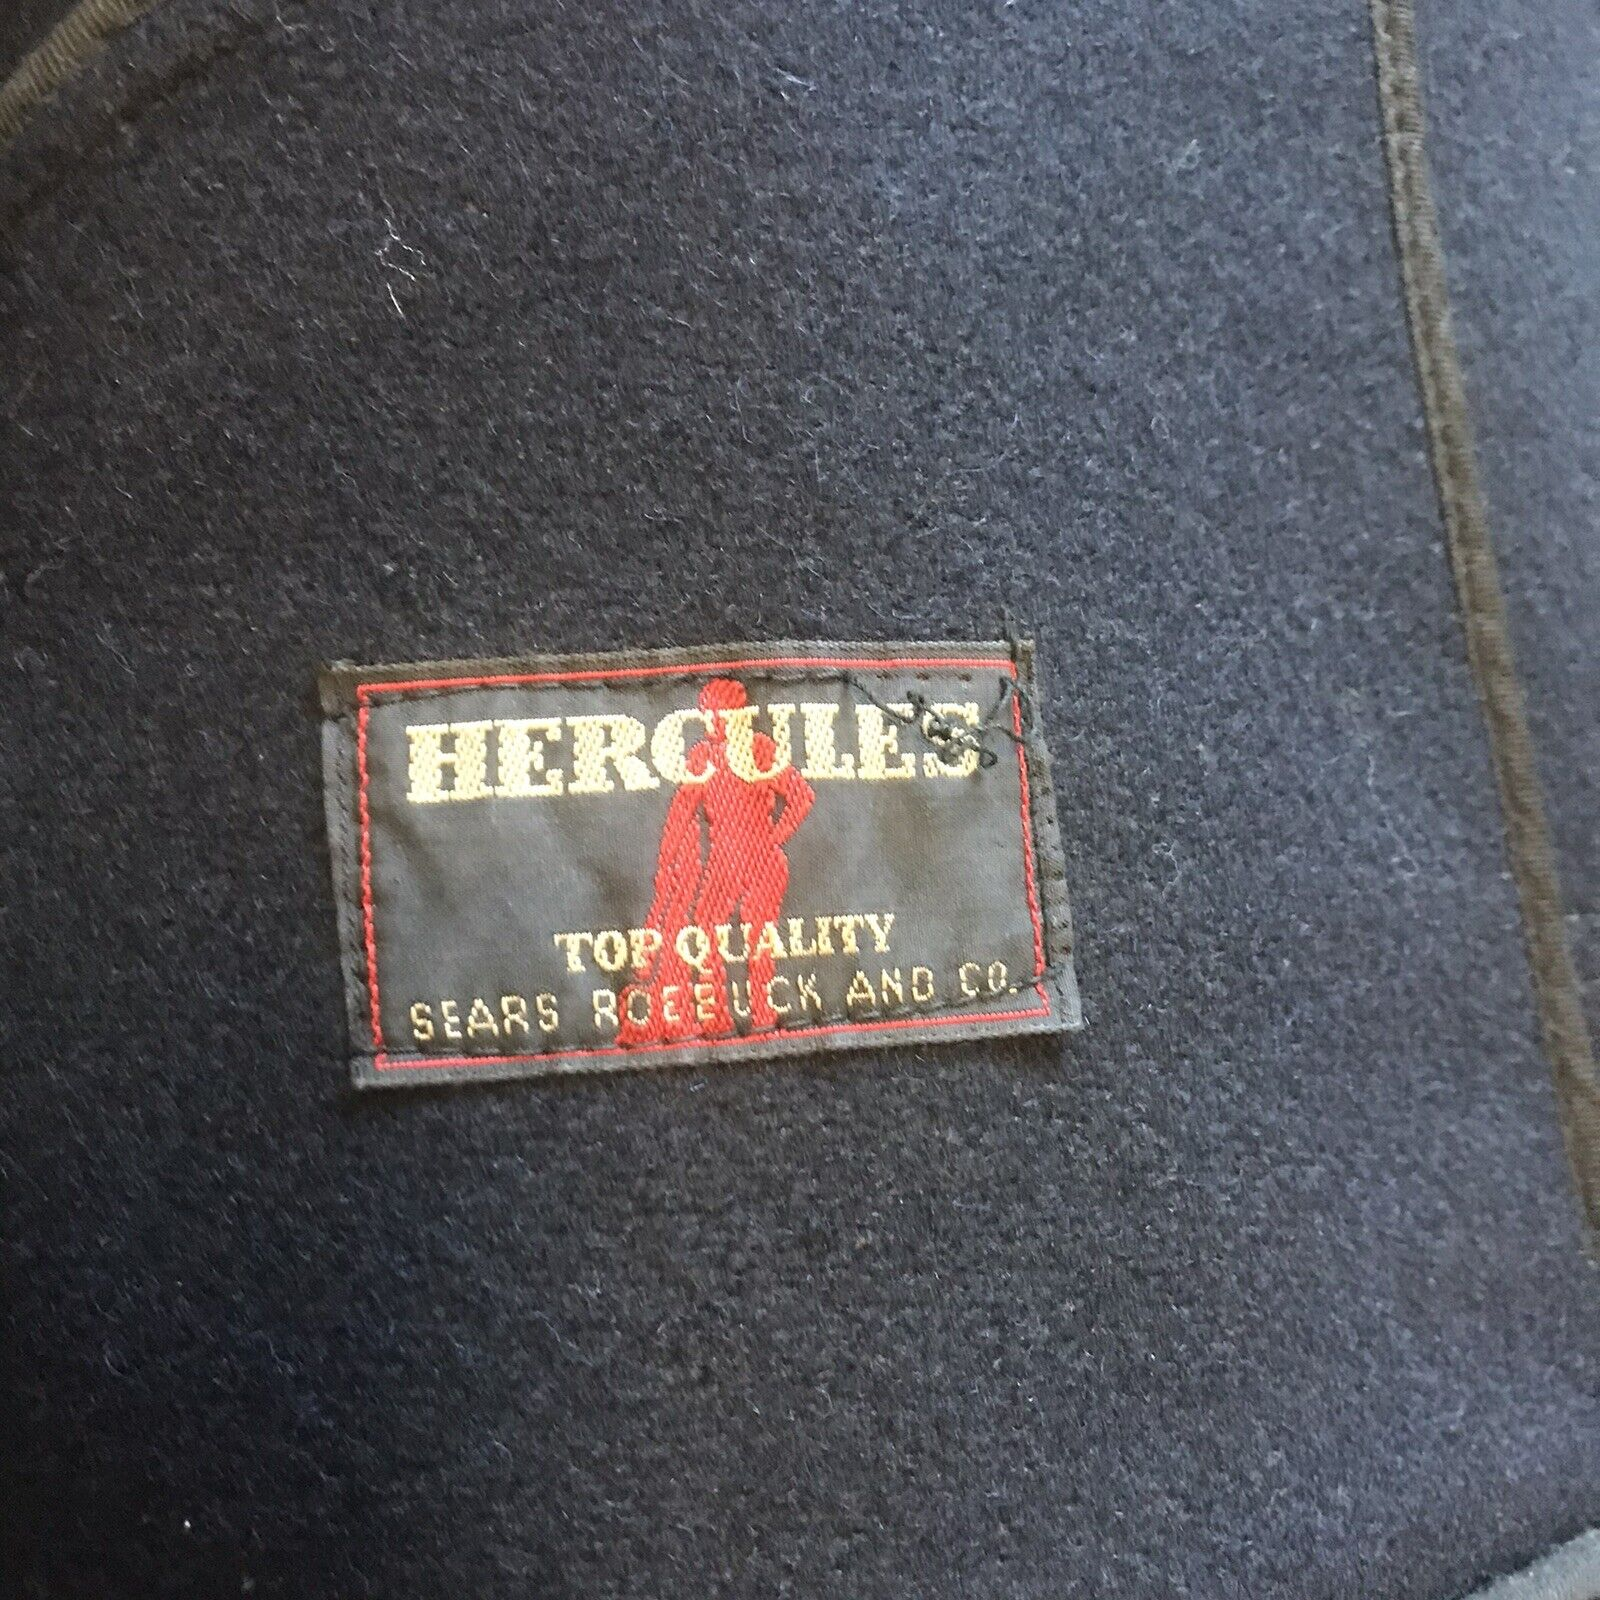 HERCULES
TOP QUALITY
SEARS ROEBUCK AND CO.